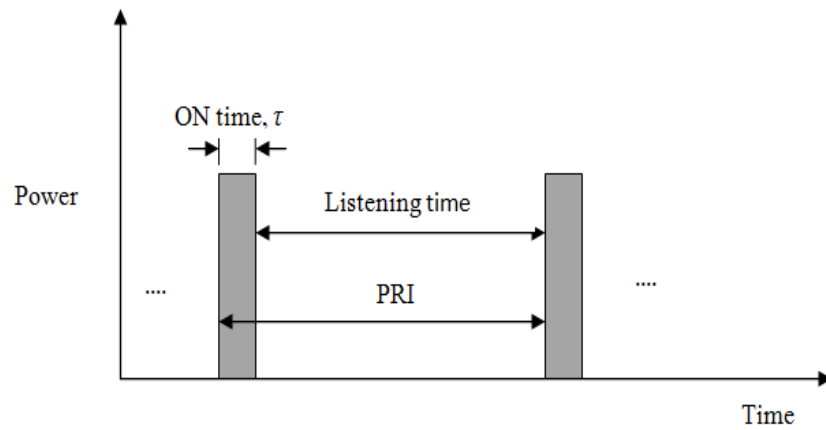 ON time, τ
Power
Listening time
....
....
PRI
Time